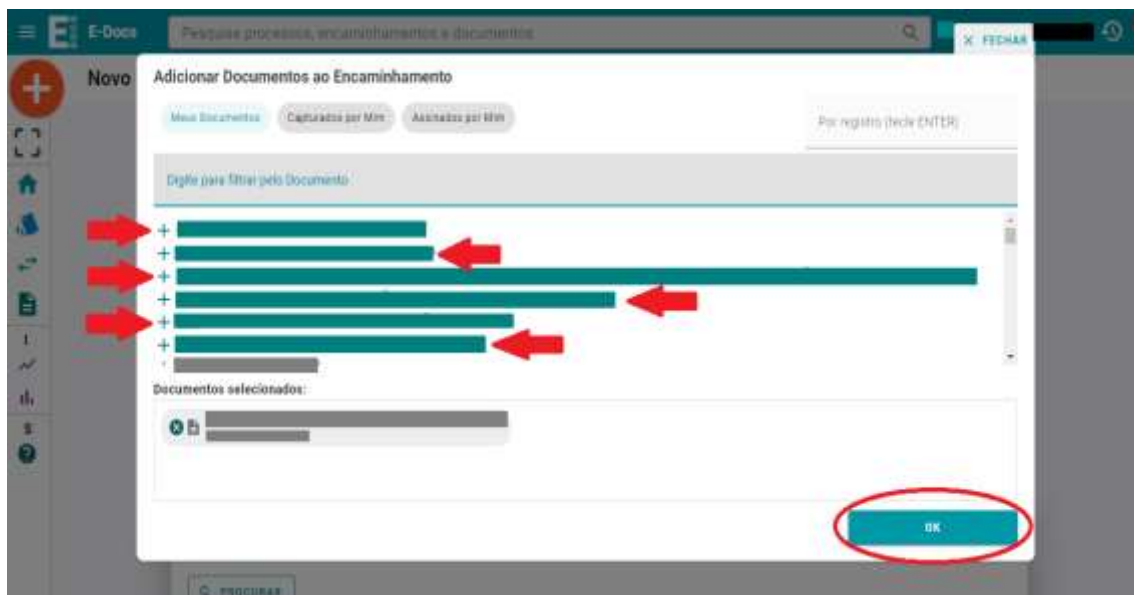 E-Docs
Pesquise processos, encaminhamentos e documentos
× FECHAR
Novo
Adicionar Documentos ao Encaminhamento
Meus Documentos
Capturados por Mim
Assinados por Mim
Por registro (tecle ENTER)
Digite para filtrar pelo Documento
Documentos selecionados:
OK
PROCURAR